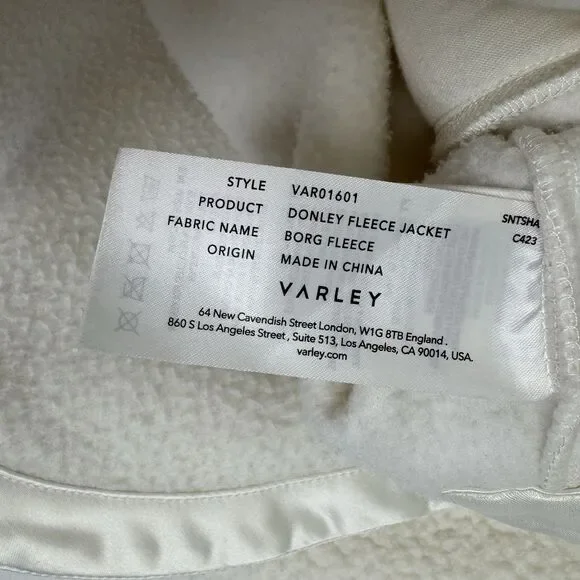 STYLE VAR01601
PRODUCT DONLEY FLEECE JACKET
FABRIC NAME BORG FLEECE
ORIGIN MADE IN CHINA
VARLEY
64 New Cavendish Street London, W1G 8TB England .
860 S Los Angeles Street , Suite 513, Los Angeles, CA 90014, USA.
varley.com
SNTSHA
C423